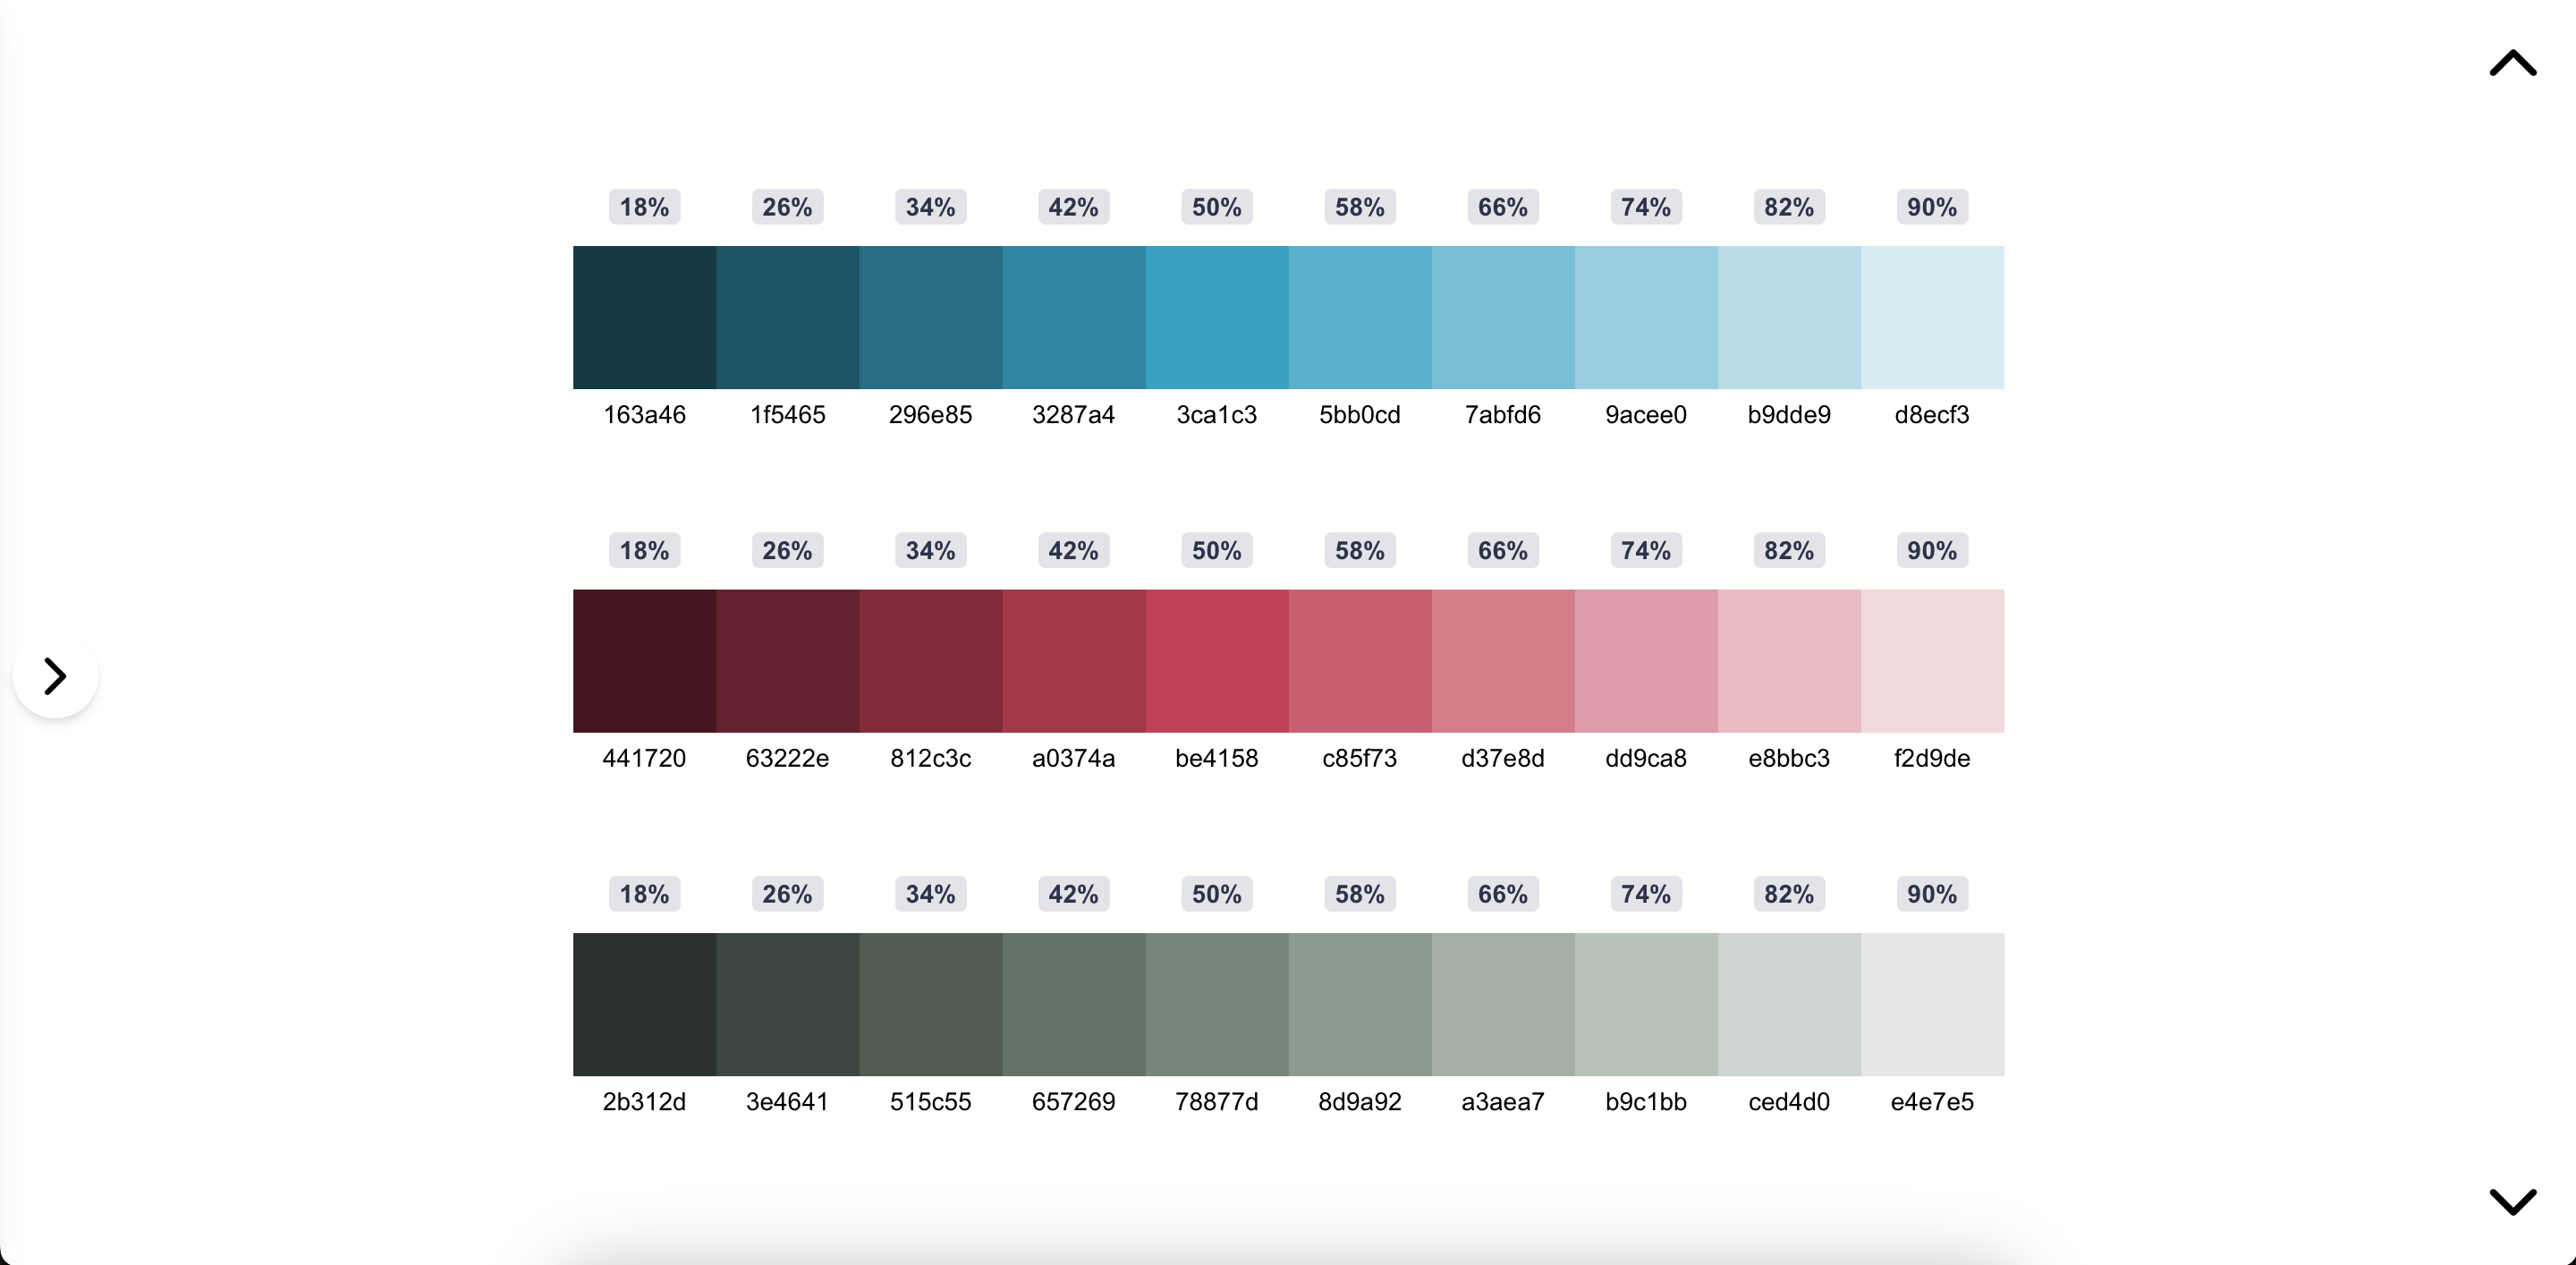 18% 26% 34% 42% 50% 58% 66% 74% 82% 90%
163a46 1f5465 296e85 3287a4 3ca1c3 5bb0cd 7abfd6 9acee0 b9dde9 d8ecf3
18% 26% 34% 42% 50% 58% 66% 74% 82% 90%
441720 63222e 812c3c a0374a be4158 c85f73 d37e8d dd9ca8 e8bbc3 f2d9de
18% 26% 34% 42% 50% 58% 66% 74% 82% 90%
2b312d 3e4641 515c55 657269 78877d 8d9a92 a3aea7 b9c1bb ced4d0 e4e7e5